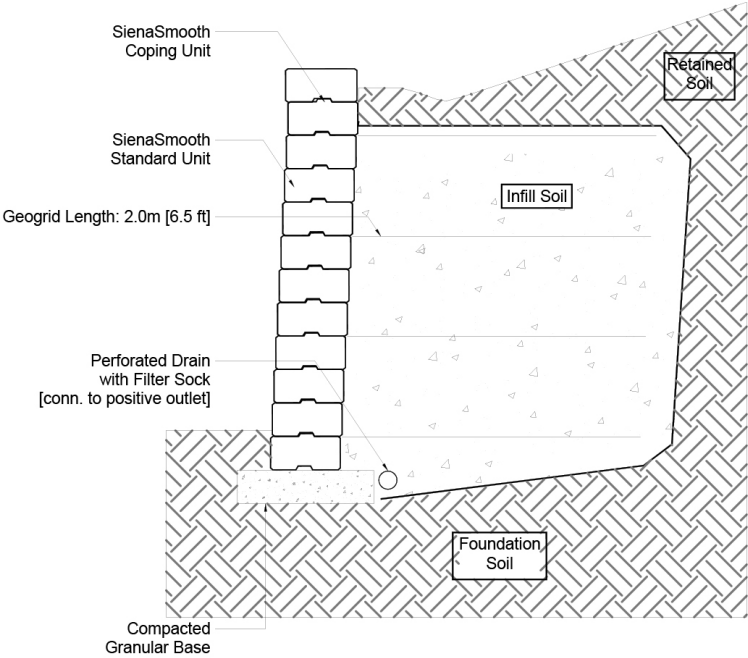 SienaSmooth
Coping Unit
Retained
Soil
SienaSmooth
Standard Unit
Infill Soil
Geogrid Length: 2.0m [6.5 ft]
Perforated Drain
with Filter Sock
[conn. to positive outlet]
Foundation
Soil
Compacted
Granular Base